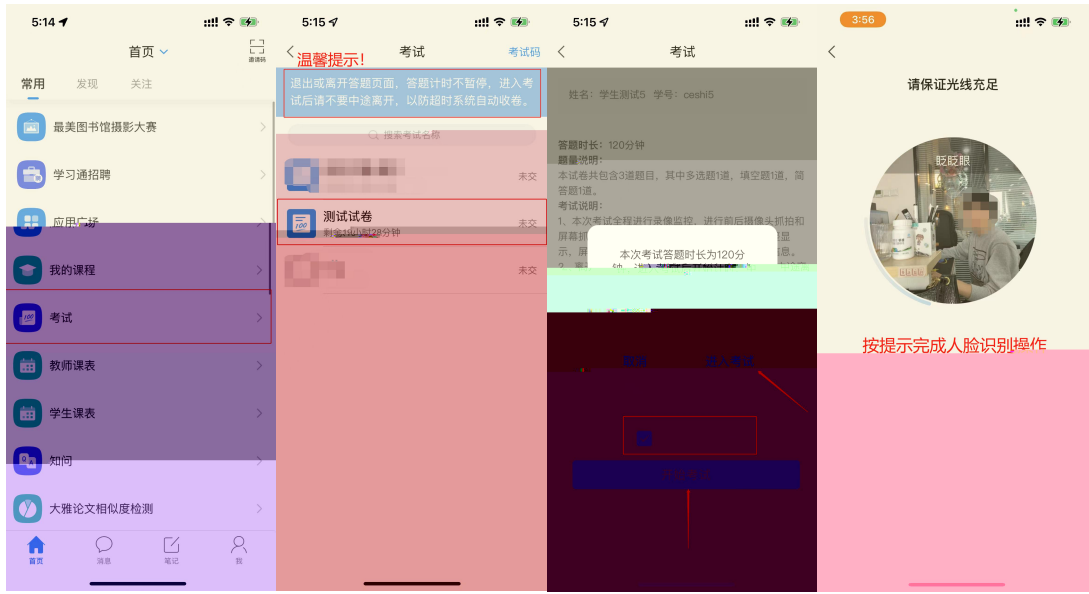 5:14
首页
邀请码
常用 发现 关注
最美图书馆摄影大赛
学习通招聘
应用广场
我的课程
考试
教师课表
学生课表
知问
大雅论文相似度检测
首页 消息 笔记 我
5:15
考试
考试码
温馨提示!
退出或离开答题页面,答题计时不暂停,进入考
试后请不要中途离开,以防超时系统自动收卷。
搜索考试名称
未交
测试试卷
未交
未交
5:15
考试
姓名:学生测试5 学号:ceshi5
答题时长:120分钟
题量说明:
本试卷共包含3道题目,其中多选题1道,填空题1道,简
答题1道。
考试说明:
1、本次考试全程进行录像监控,进行前后摄像头抓拍和
屏幕抓
本次考试答题时长为120分
进入考试
3:56
请保证光线充足
眨眨眼
按提示完成人脸识别操作